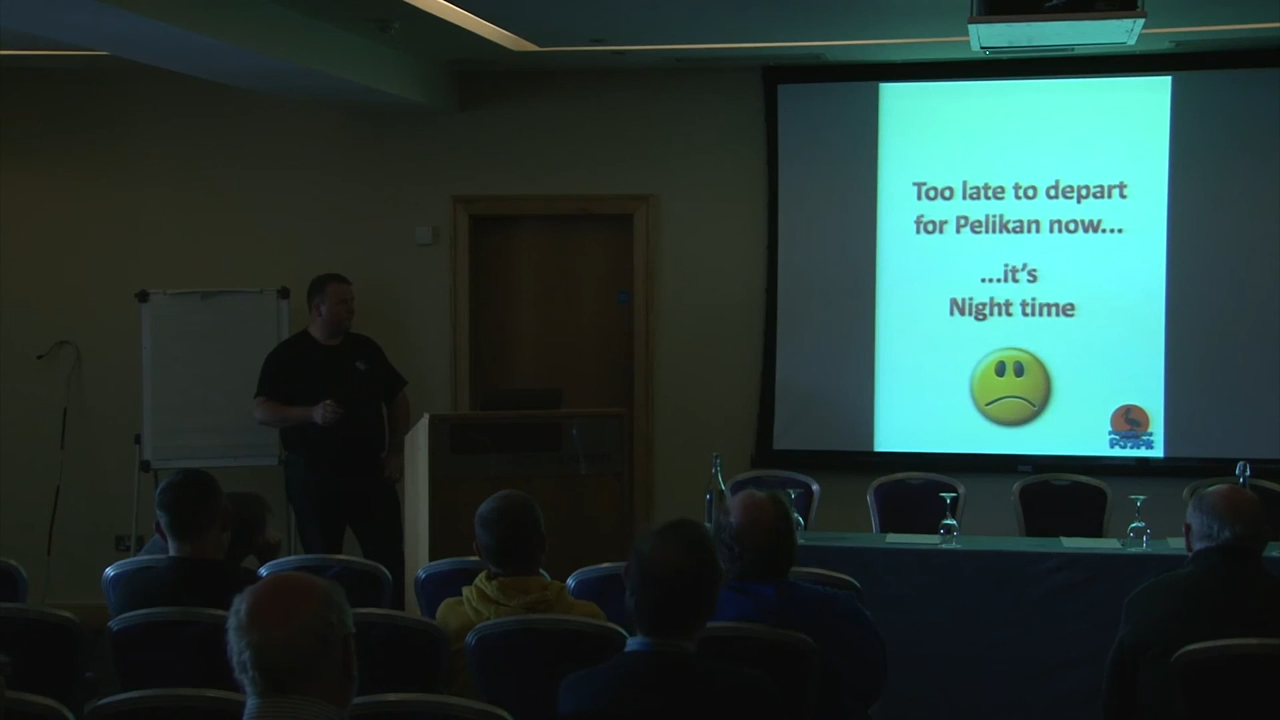 Too late to depart
for Pelikan now...
...it's
Night time